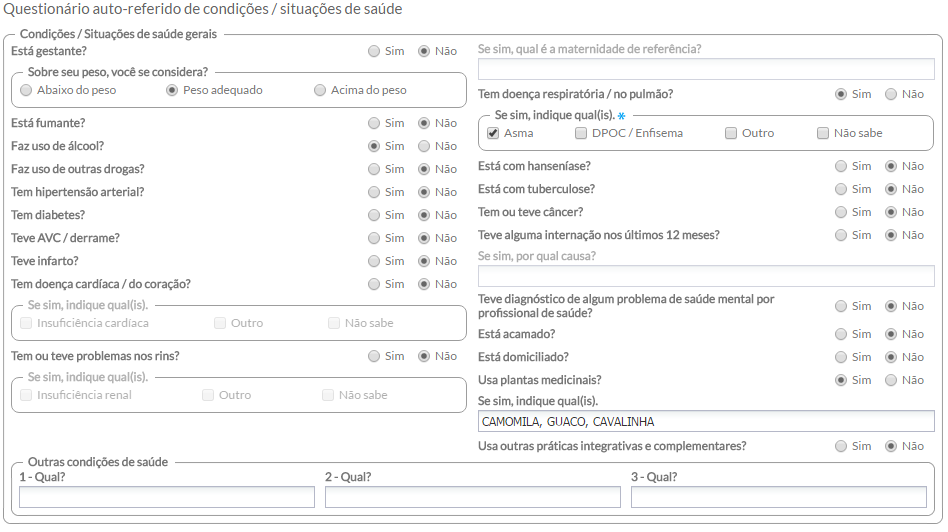 Questionário auto-referido de condições / situações de saúde
Condições / Situações de saúde gerais
Está gestante? Sim Não
Sobre seu peso, você se considera?
Abaixo do peso Peso adequado Acima do peso
Está fumante? Sim Não
Faz uso de álcool? Sim Não
Faz uso de outras drogas? Sim Não
Tem hipertensão arterial? Sim Não
Tem diabetes? Sim Não
Teve AVC / derrame? Sim Não
Teve infarto? Sim Não
Tem doença cardíaca / do coração? Sim Não
Se sim, indique qual(is).
Insuficiência cardíaca Outro Não sabe
Tem ou teve problemas nos rins? Sim Não
Se sim, indique qual(is).
Insuficiência renal Outro Não sabe
Se sim, qual é a maternidade de referência?
Tem doença respiratória / no pulmão? Sim Não
Se sim, indique qual(is). *
Asma DPOC / Enfisema Outro Não sabe
Está com hanseníase? Sim Não
Está com tuberculose? Sim Não
Tem ou teve câncer? Sim Não
Teve alguma internação nos últimos 12 meses? Sim Não
Se sim, por qual causa?
Teve diagnóstico de algum problema de saúde mental por
profissional de saúde? Sim Não
Está acamado? Sim Não
Está domiciliado? Sim Não
Usa plantas medicinais? Sim Não
Se sim, indique qual(is).
CAMOMILA, GUACO, CAVALINHA
Usa outras práticas integrativas e complementares? Sim Não
Outras condições de saúde
1 - Qual? 2 - Qual? 3 - Qual?